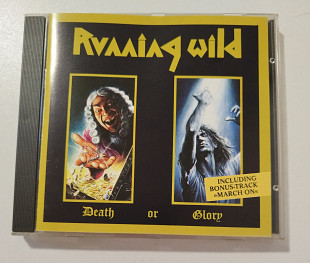 Running wild
INCLUDING
BONUS-TRACK
»MARCH ON«
Death or Glory